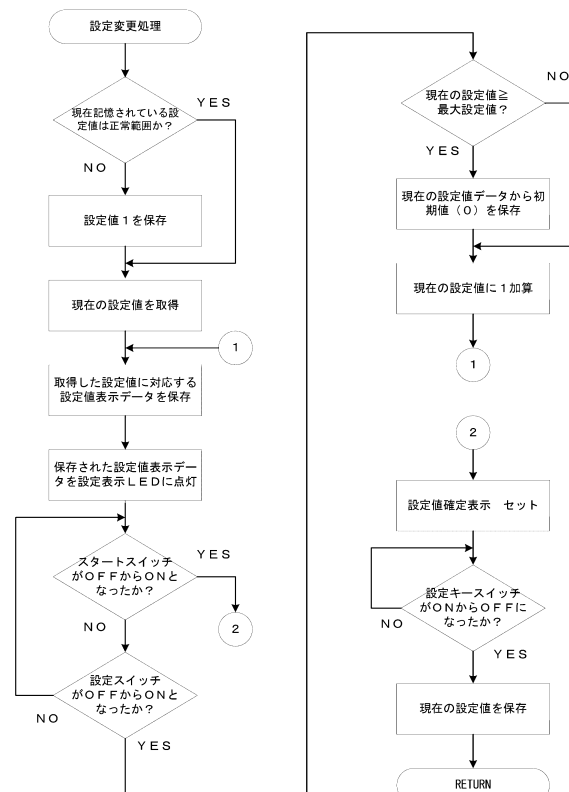 設定変更処理
現在記憶されている設
定値は正常範囲か？
YES
NO
設定値１を保存
現在の設定値を取得
1
取得した設定値に対応する
設定値表示データを保存
保存された設定値表示デー
タを設定表示ＬＥＤに点灯
スタートスイッチ
がＯＦＦからＯＮと
なったか？
YES
2
NO
設定スイッチ
がＯＦＦからＯＮと
なったか？
NO
YES
現在の設定値≧
最大設定値？
NO
YES
現在の設定値データから初
期値（０）を保存
現在の設定値に１加算
1
2
設定値確定表示　セット
設定キースイッチ
がＯＮからＯＦＦに
なったか？
NO
YES
現在の設定値を保存
RETURN